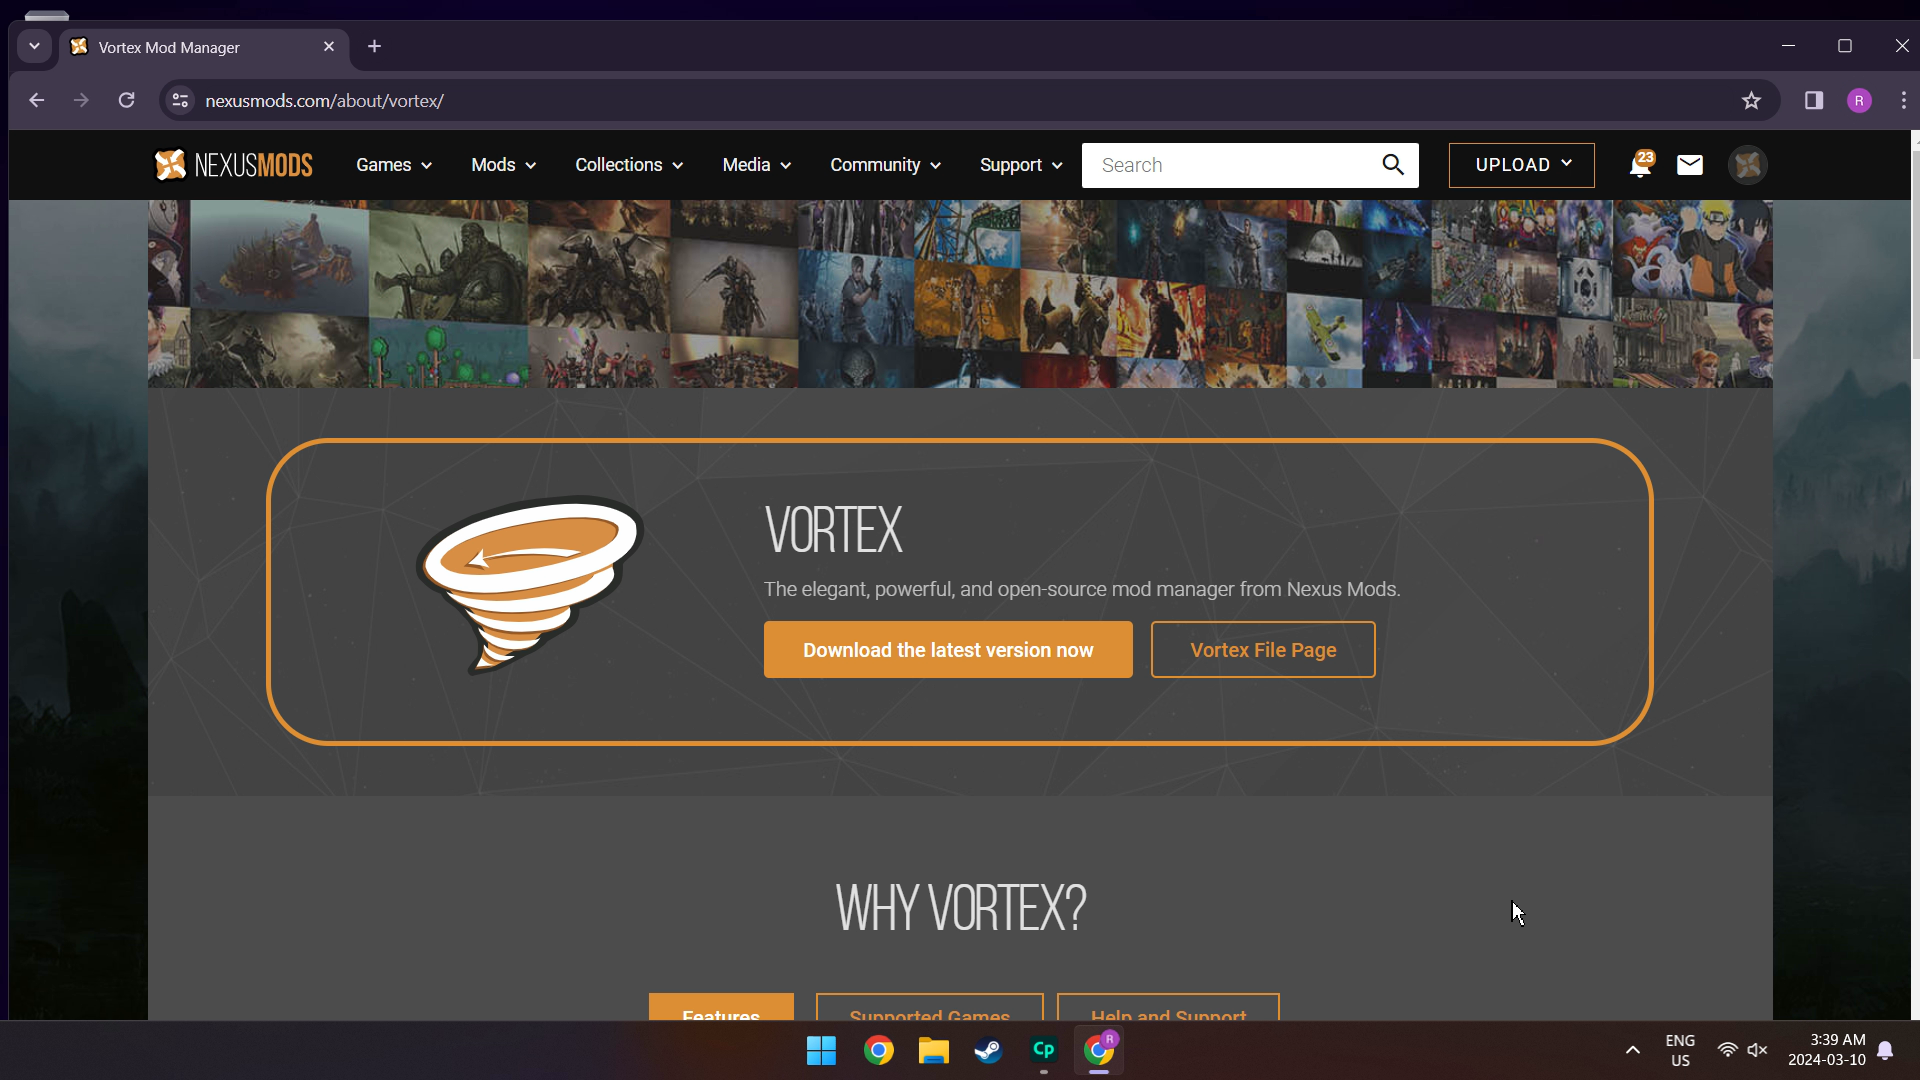 Vortex Mod Manager
nexusmods.com/about/vortex/
R
NEXUSMODS
Games
Mods
Collections
Media
Community
Support
Search
UPLOAD
23
VORTEX
The elegant, powerful, and open-source mod manager from Nexus Mods.
Download the latest version now
Vortex File Page
WHY VORTEX?
Features
Supported Games
Help and Support
Cp
R
ENG
US
3:39 AM
2024-03-10